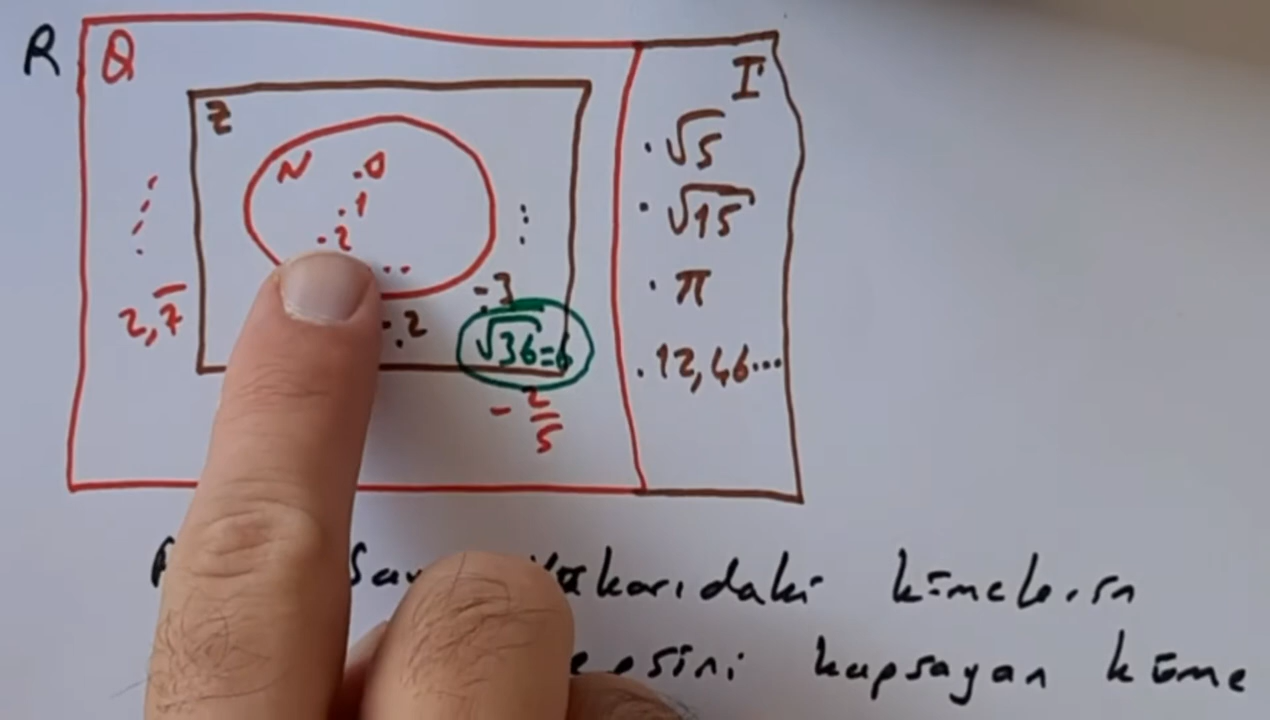 R Q I
Z
√5
N .0
.1
√15
.2
...
-3
π
2,7̅
-.2
√36=6
12,46...
-2/5
yukarıdaki kümelerin
kapsayan küme